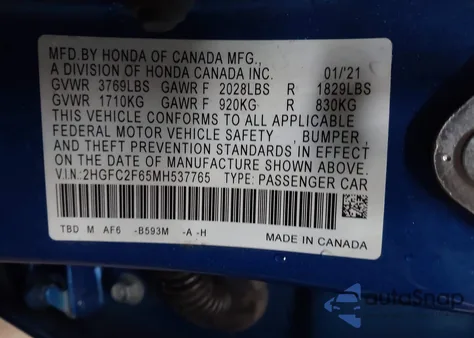 MFD.BY HONDA OF CANADA MFG.,
A DIVISION OF HONDA CANADA INC. 01/'21
GVWR 3769LBS GAWR F 2028LBS R 1829LBS
GVWR 1710KG GAWR F 920KG R 830KG
THIS VEHICLE CONFORMS TO ALL APPLICABLE
FEDERAL MOTOR VEHICLE SAFETY , BUMPER ,
AND THEFT PREVENTION STANDARDS IN EFFECT
ON THE DATE OF MANUFACTURE SHOWN ABOVE.
V.I.N:2HGFC2F65MH537765 TYPE: PASSENGER CAR
TBD M AF6 -B593M -A -H
MADE IN CANADA
autoSnap